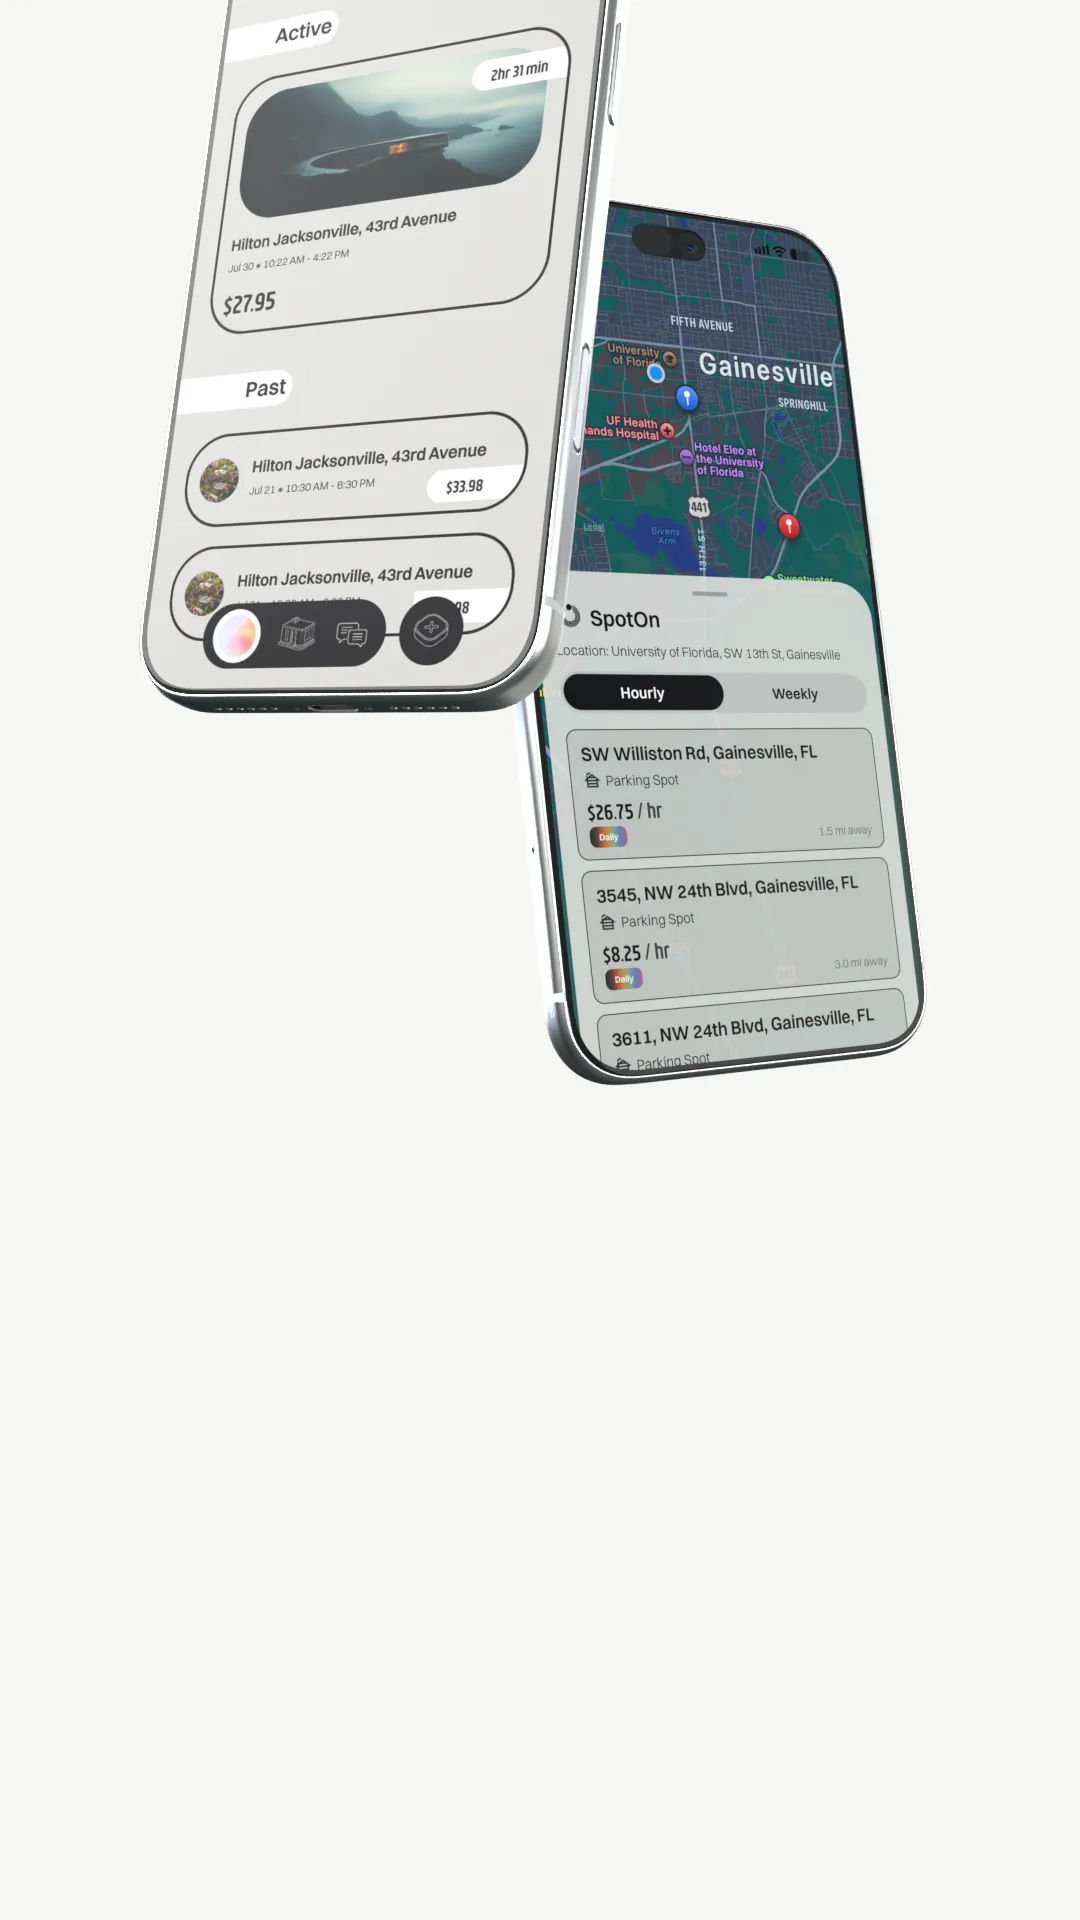 Active
2hr 31 min
Hilton Jacksonville, 43rd Avenue
Jul 30 • 10:22 AM - 4:22 PM
$27.95
Past
Hilton Jacksonville, 43rd Avenue
Jul 21 • 10:30 AM - 6:30 PM
$33.98
Hilton Jacksonville, 43rd Avenue
98
FIFTH AVENUE
University
of Florida
Gainesville
SPRINGHILL
UF Health
ands Hospital
Hotel Eleo at
the University
of Florida
441
Legal
Bivens
Arm
13TH ST
Sweetwater
SpotOn
Location: University of Florida, SW 13th St, Gainesville
Hourly
Weekly
SW Williston Rd, Gainesville, FL
Parking Spot
$26.75 / hr
Daily
1.5 mi away
3545, NW 24th Blvd, Gainesville, FL
Parking Spot
$8.25 / hr
Daily
3.0 mi away
3611, NW 24th Blvd, Gainesville, FL
Parking Spot